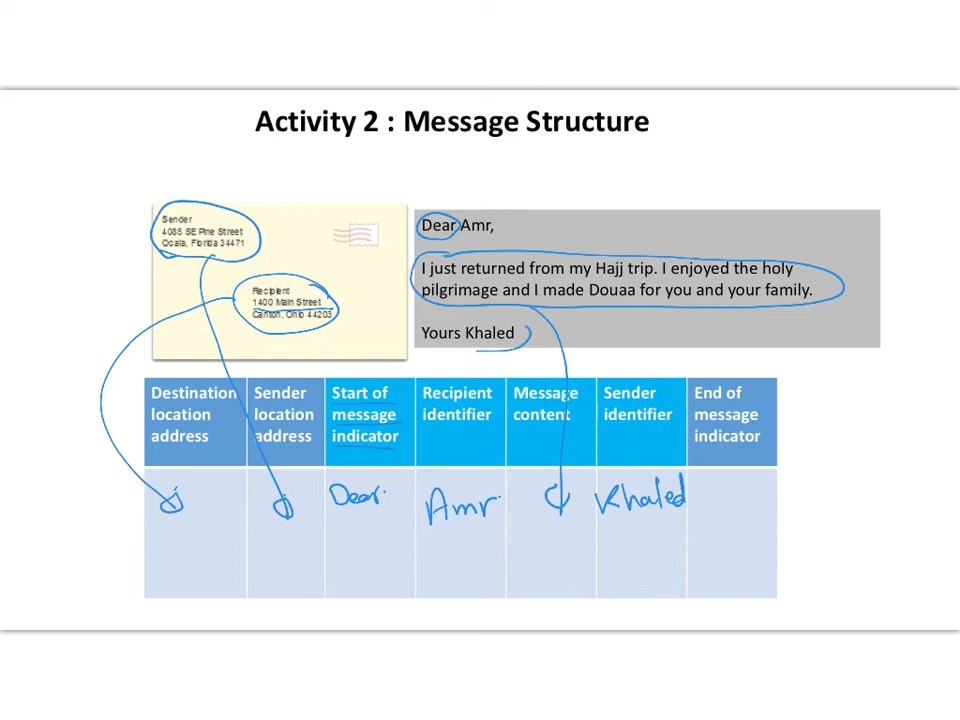 Activity 2 : Message Structure
Sender
4085 SE Pine Street
Ocala, Florida 34471
Recipient
1400 Main Street
Canton, Ohio 44203
Dear Amr,
I just returned from my Hajj trip. I enjoyed the holy
pilgrimage and I made Douaa for you and your family.
Yours Khaled
Destination
location
address
Sender
location
address
Start of
message
indicator
Recipient
identifier
Message
content
Sender
identifier
End of
message
indicator
Dear
Amr
Khaled